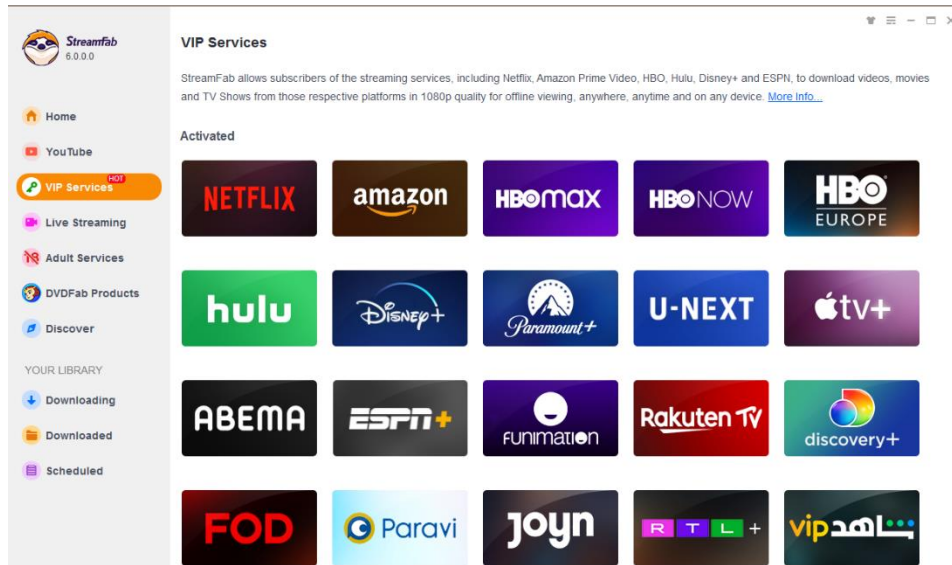 StreamFab
6.0.0.0
Home
YouTube
VIP Services
HOT
Live Streaming
Adult Services
DVDFab Products
Discover
YOUR LIBRARY
Downloading
Downloaded
Scheduled
VIP Services
StreamFab allows subscribers of the streaming services, including Netflix, Amazon Prime Video, HBO, Hulu, Disney+ and ESPN, to download videos, movies
and TV Shows from those respective platforms in 1080p quality for offline viewing, anywhere, anytime and on any device. More Info...
Activated
NETFLIX
amazon
HBOmax
HBONOW
HBO
EUROPE
hulu
Disney+
Paramount+
U-NEXT
tv+
ABEMA
ESPN+
FUNIMATION
Rakuten TV
discovery+
FOD
Paravi
Joyn
RTL+
vip شاهد